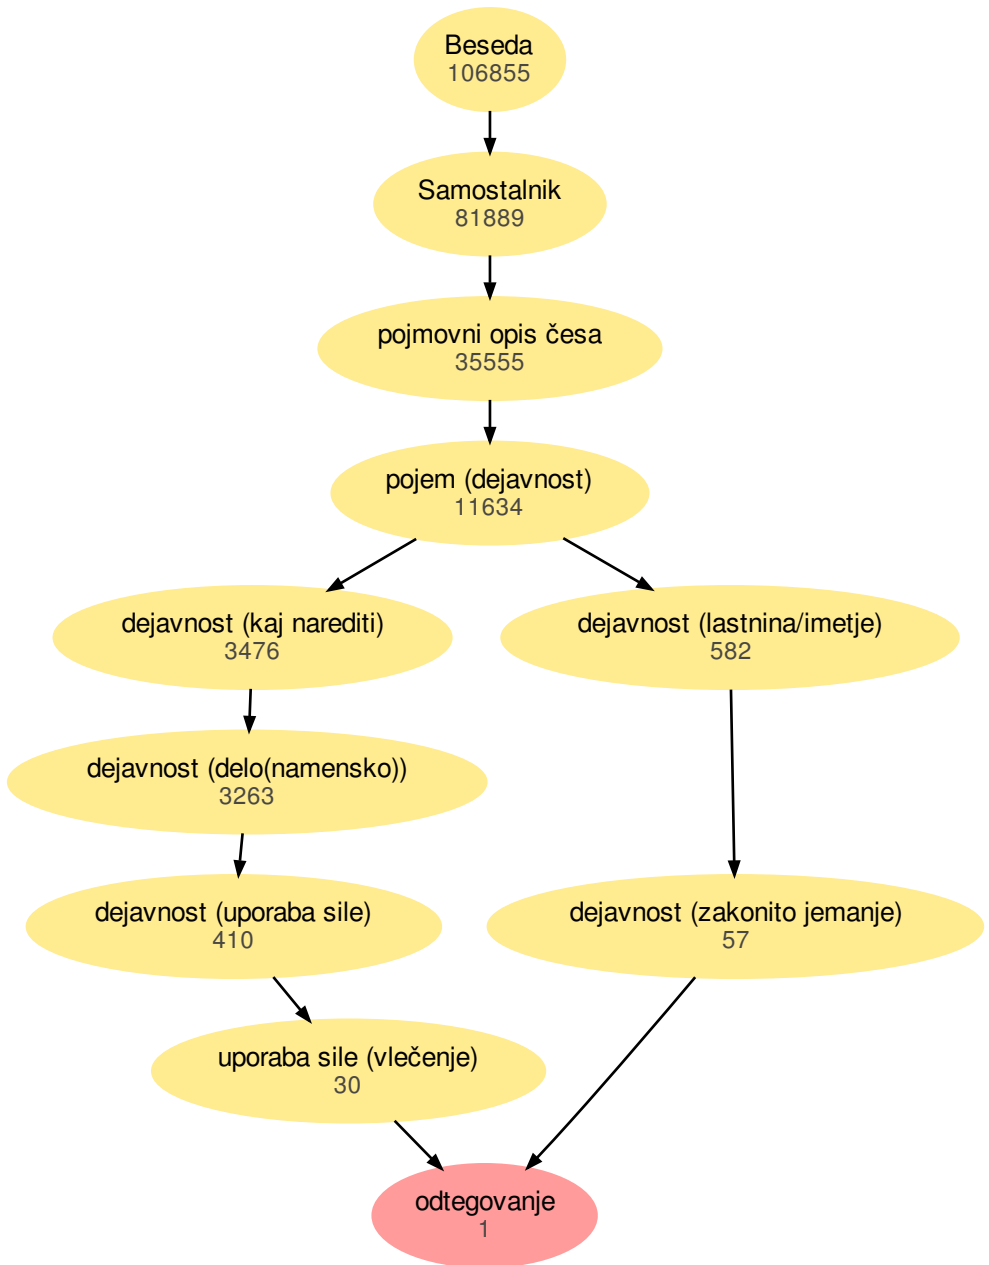 Beseda
106855
Samostalnik
81889
pojmovni opis česa
35555
pojem (dejavnost)
11634
dejavnost (kaj narediti)
3476
dejavnost (lastnina/imetje)
582
dejavnost (delo(namensko))
3263
dejavnost (uporaba sile)
410
dejavnost (zakonito jemanje)
57
uporaba sile (vlečenje)
30
odtegovanje
1